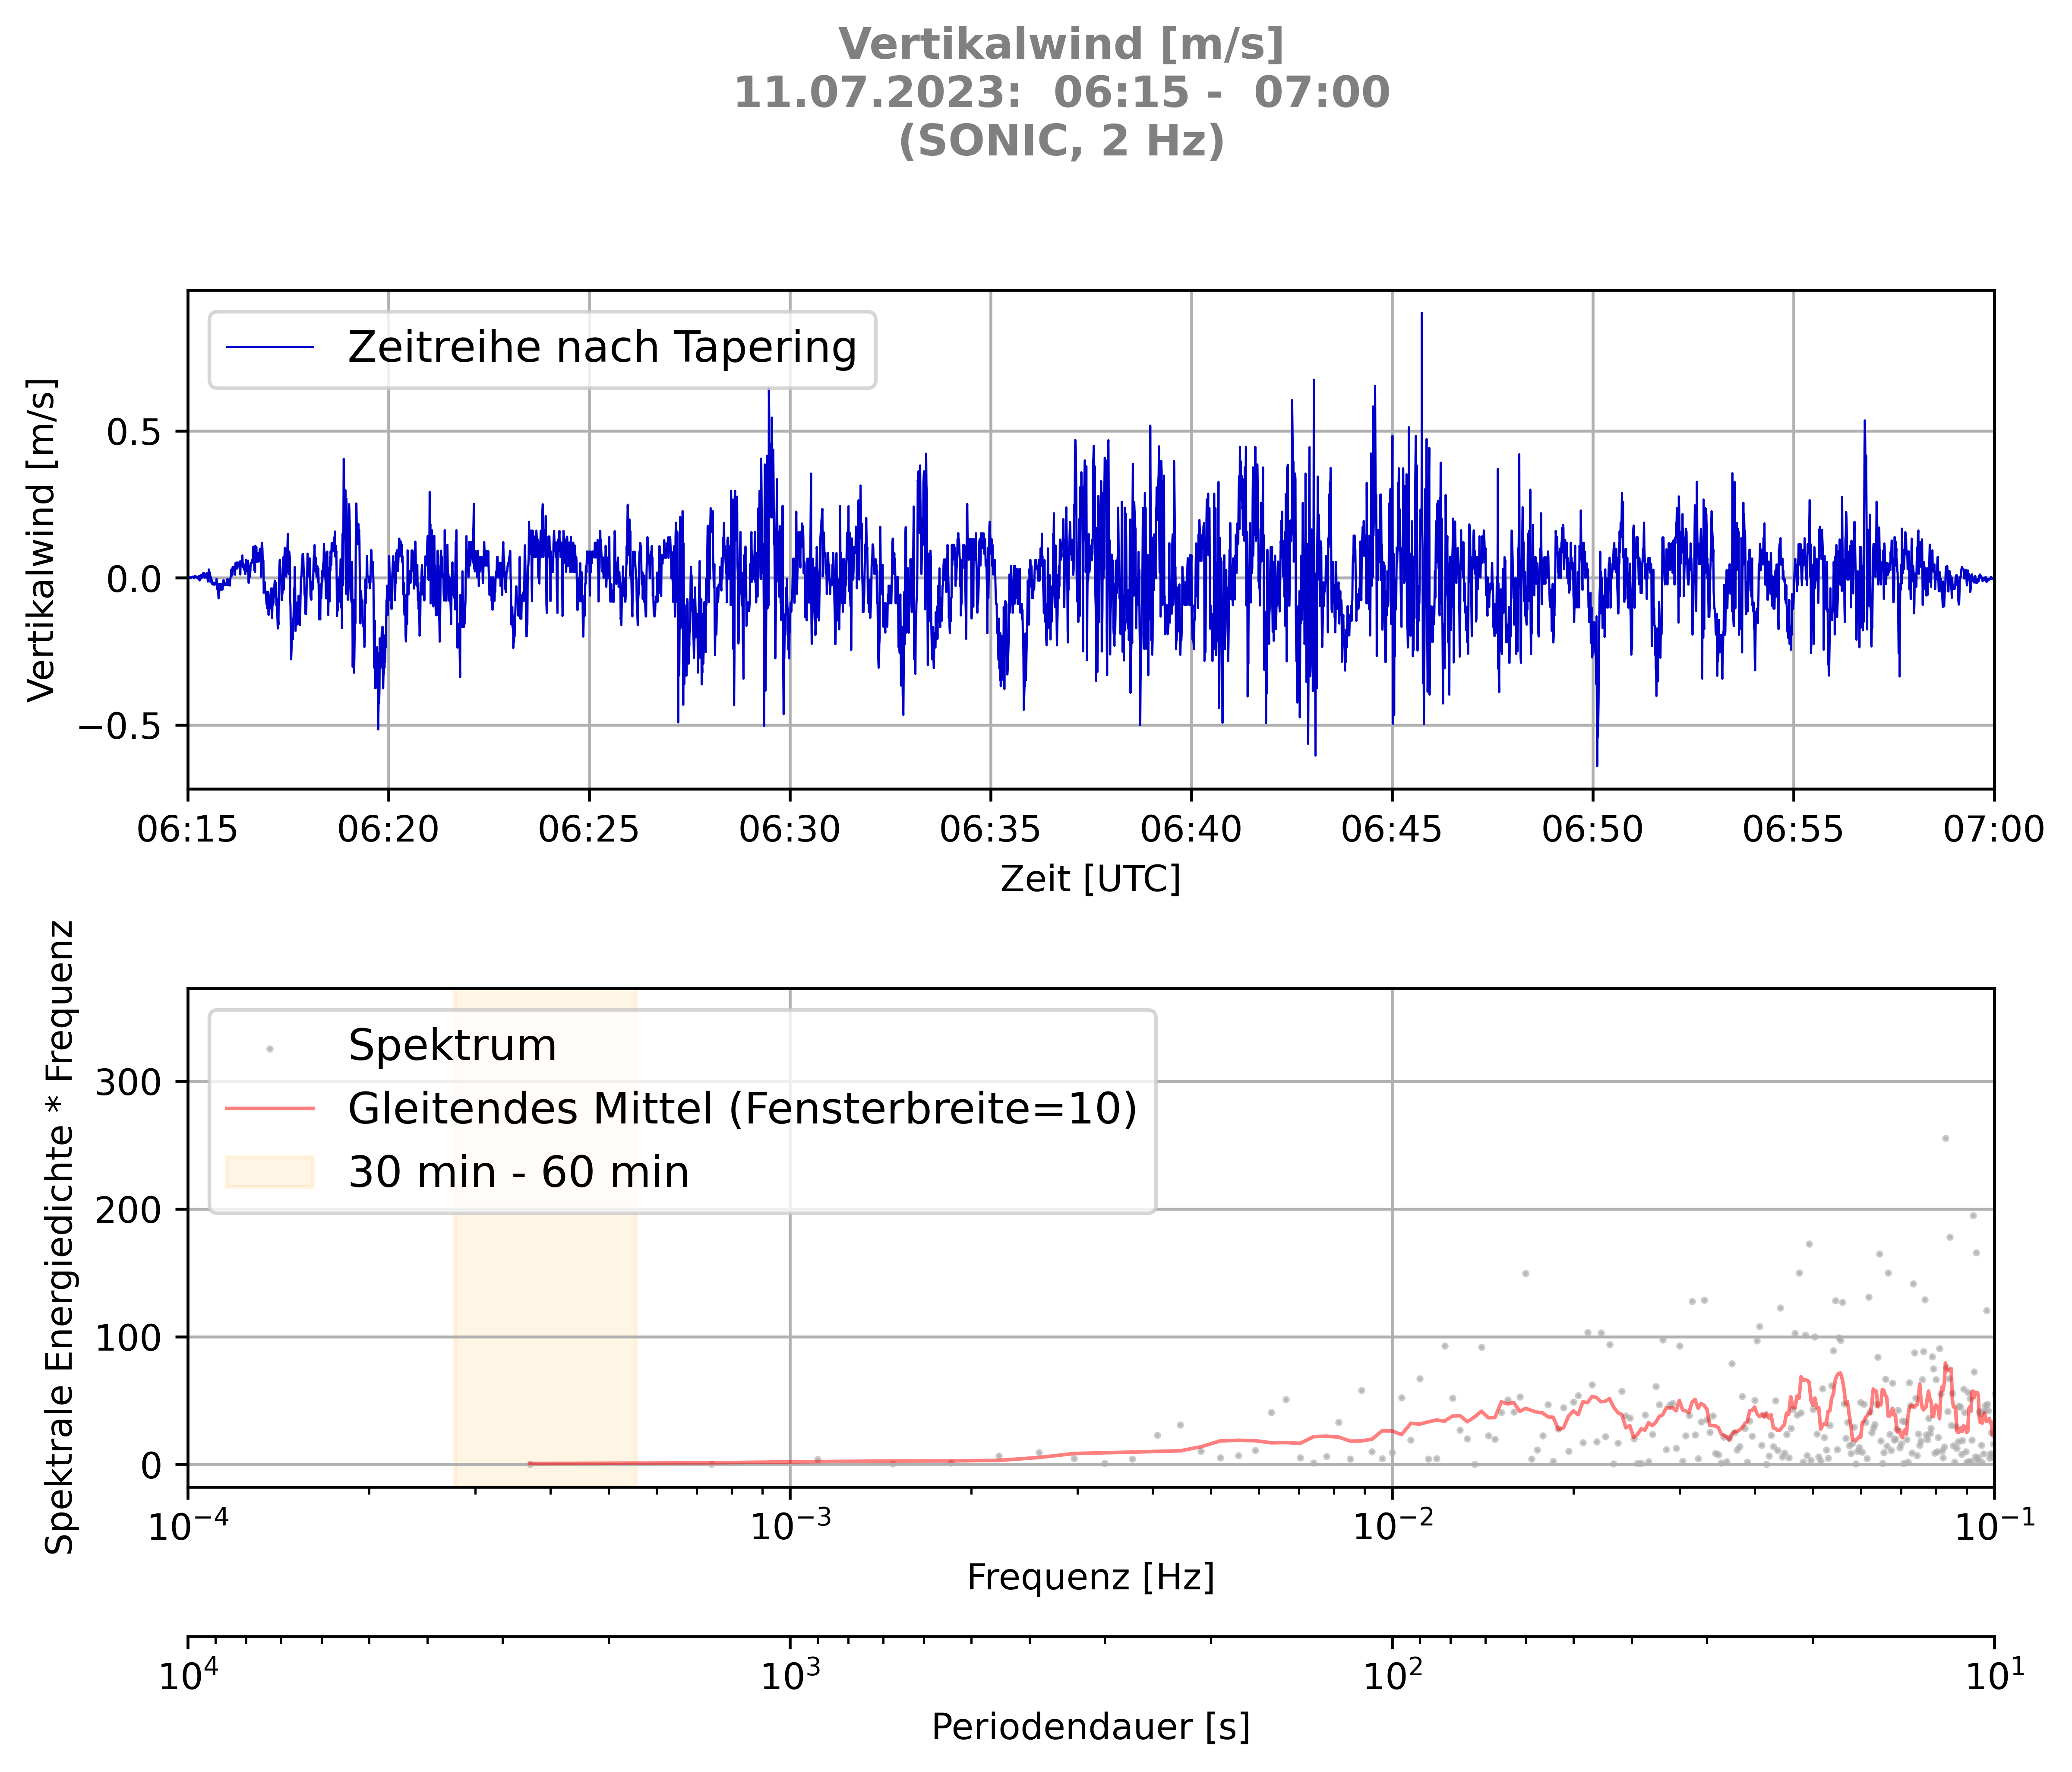 Vertikalwind [m/s]
11.07.2023:  06:15 -  07:00
(SONIC, 2 Hz)
Zeitreihe nach Tapering
Vertikalwind [m/s]
0.5
0.0
−0.5
06:15 06:20 06:25 06:30 06:35 06:40 06:45 06:50 06:55 07:00
Zeit [UTC]
Spektrum
Gleitendes Mittel (Fensterbreite=10)
30 min - 60 min
Spektrale Energiedichte * Frequenz
300
200
100
0
10⁻⁴ 10⁻³ 10⁻² 10⁻¹
Frequenz [Hz]
10⁴ 10³ 10² 10¹
Periodendauer [s]